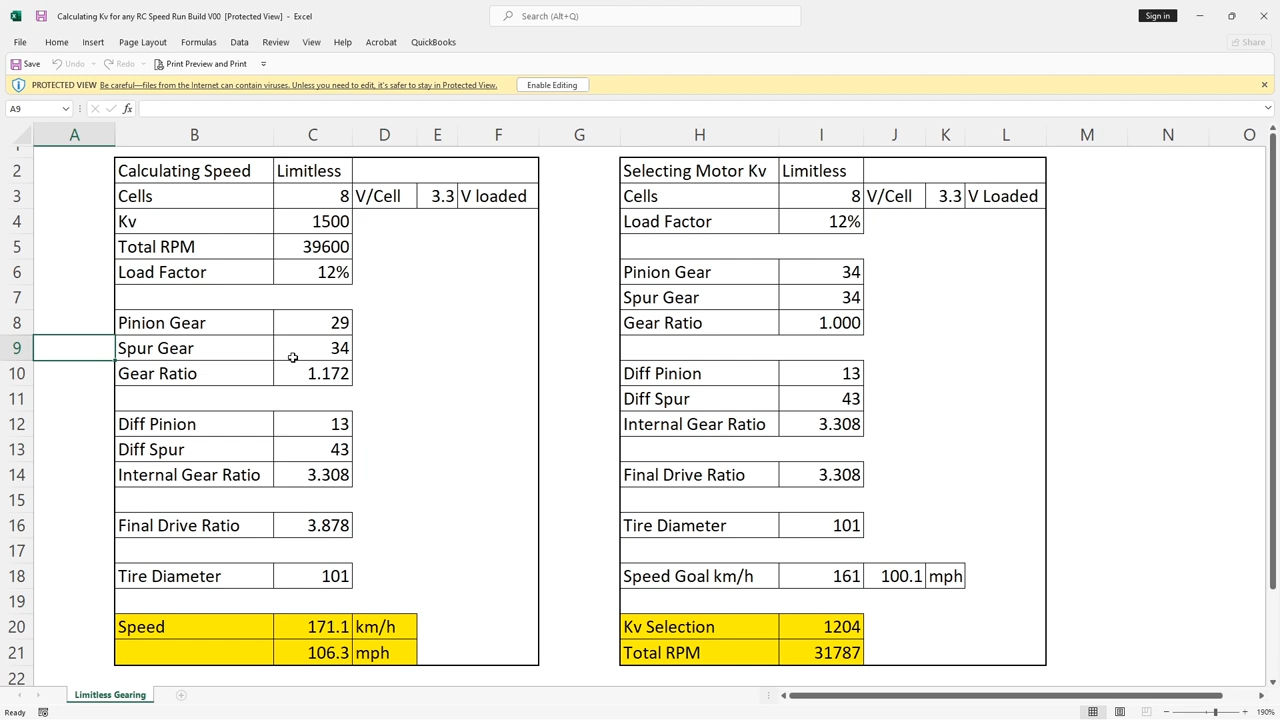 Calculating Kv for any RC Speed Run Build V00 [Protected View] - Excel
Search (Alt+Q)
Sign in
File Home Insert Page Layout Formulas Data Review View Help Acrobat QuickBooks
Share
Save Undo Redo Print Preview and Print
PROTECTED VIEW Be careful—files from the Internet can contain viruses. Unless you need to edit, it's safer to stay in Protected View. Enable Editing
A9 fx
A B C D E F G H I J K L M N O
2 Calculating Speed Limitless Selecting Motor Kv Limitless
3 Cells 8 V/Cell 3.3 V loaded Cells 8 V/Cell 3.3 V Loaded
4 Kv 1500 Load Factor 12%
5 Total RPM 39600
6 Load Factor 12% Pinion Gear 34
7 Spur Gear 34
8 Pinion Gear 29 Gear Ratio 1.000
9 Spur Gear 34
10 Gear Ratio 1.172 Diff Pinion 13
11 Diff Spur 43
12 Diff Pinion 13 Internal Gear Ratio 3.308
13 Diff Spur 43
14 Internal Gear Ratio 3.308 Final Drive Ratio 3.308
15
16 Final Drive Ratio 3.878 Tire Diameter 101
17
18 Tire Diameter 101 Speed Goal km/h 161 100.1 mph
19
20 Speed 171.1 km/h Kv Selection 1204
21 106.3 mph Total RPM 31787
22
Limitless Gearing
Ready 190%